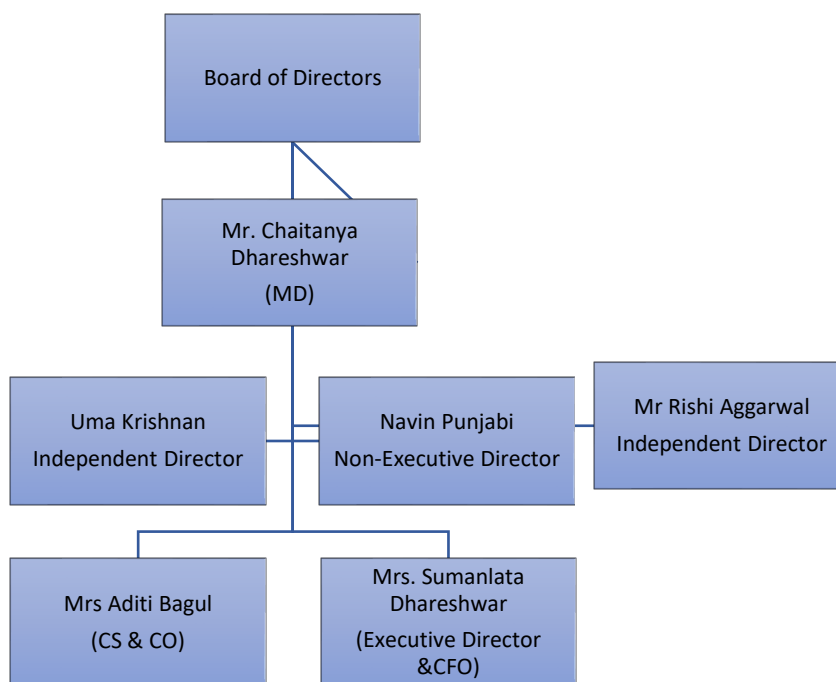 Board of Directors
Mr. Chaitanya
Dhareshwar
(MD)
Uma Krishnan
Independent Director
Navin Punjabi
Non-Executive Director
Mr Rishi Aggarwal
Independent Director
Mrs Aditi Bagul
(CS & CO)
Mrs. Sumanlata
Dhareshwar
(Executive Director
&CFO)